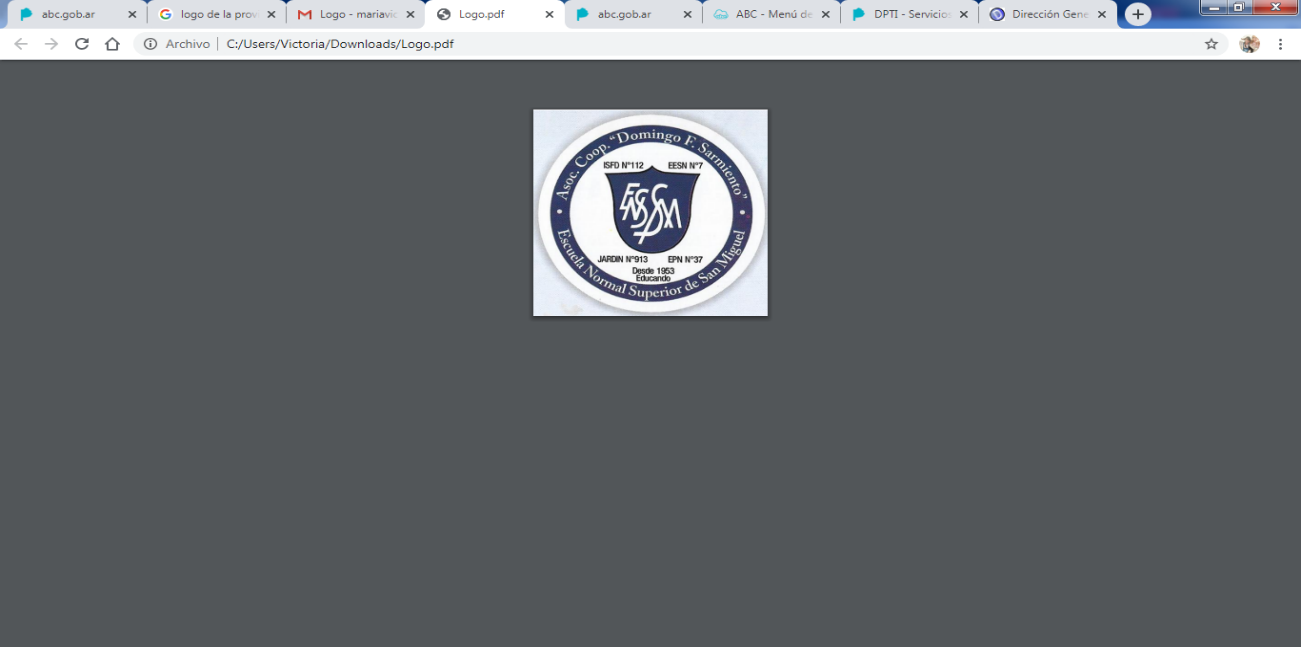 abc.gob.ar
logo de la prov
Logo - mariavic
Logo.pdf
abc.gob.ar
ABC - Menú de
DPTI - Servicios
Dirección Gene
Archivo
C:/Users/Victoria/Downloads/Logo.pdf
Asoc. Coop. "Domingo F. Sarmiento"
ISFD N°112 EESN N°7
JARDIN N°913 EPN N°37
Desde 1953
Educando
Escuela Normal Superior de San Miguel